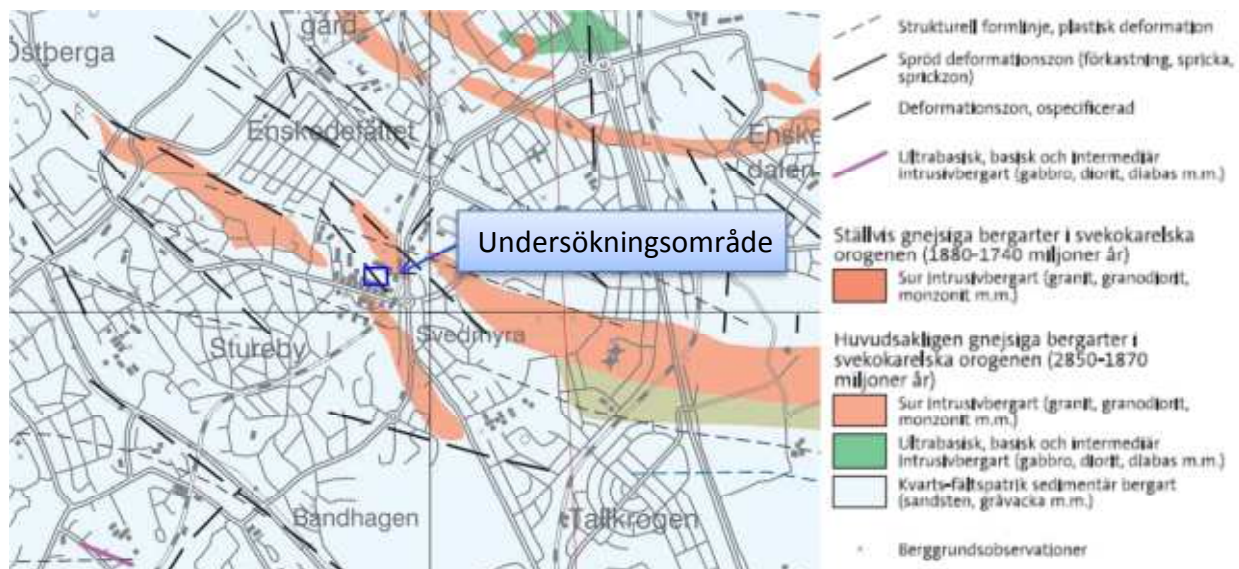 gård
Östberga
Enskedefältet
Enske
dalen
Undersökningsområde
Svedmyra
Stureby
Bandhagen
Tallkrogen
Strukturell formlinje, plastisk deformation
Spröd deformationszon (förkastning, spricka,
sprickzon)
Deformationszon, ospecificerad
Ultrabasisk, basisk och intermediär
intrusivbergart (gabbro, diorit, diabas m.m.)
Ställvis gnejsiga bergarter i svekokarelska
orogenen (1880-1740 miljoner år)
Sur intrusivbergart (granit, granodiorit,
monzonit m.m.)
Huvudsakligen gnejsiga bergarter i
svekokarelska orogenen (2850-1870
miljoner år)
Sur intrusivbergart (granit, granodiorit,
monzonit m.m.)
Ultrabasisk, basisk och intermediär
intrusivbergart (gabbro, diorit, diabas m.m.)
Kvarts-fältspatrik sedimentär bergart
(sandsten, gråvacka m.m.)
Berggrundsobservationer